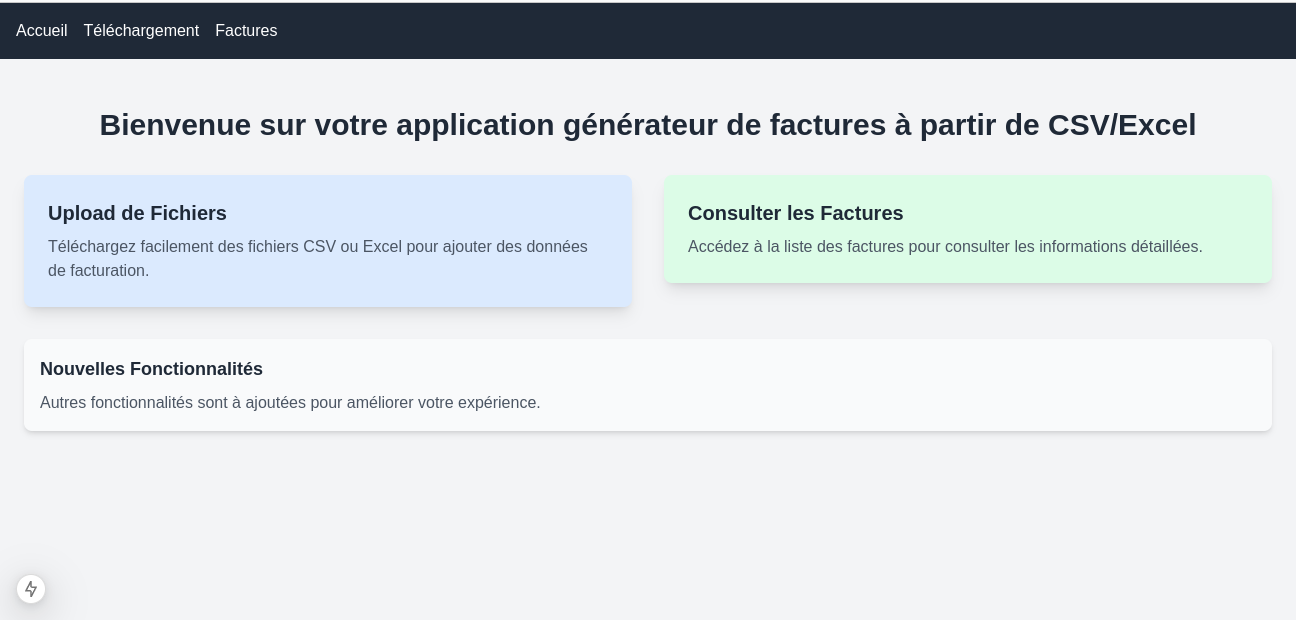 Accueil Téléchargement Factures
Bienvenue sur votre application générateur de factures à partir de CSV/Excel
Upload de Fichiers
Téléchargez facilement des fichiers CSV ou Excel pour ajouter des données
de facturation.
Consulter les Factures
Accédez à la liste des factures pour consulter les informations détaillées.
Nouvelles Fonctionnalités
Autres fonctionnalités sont à ajoutées pour améliorer votre expérience.